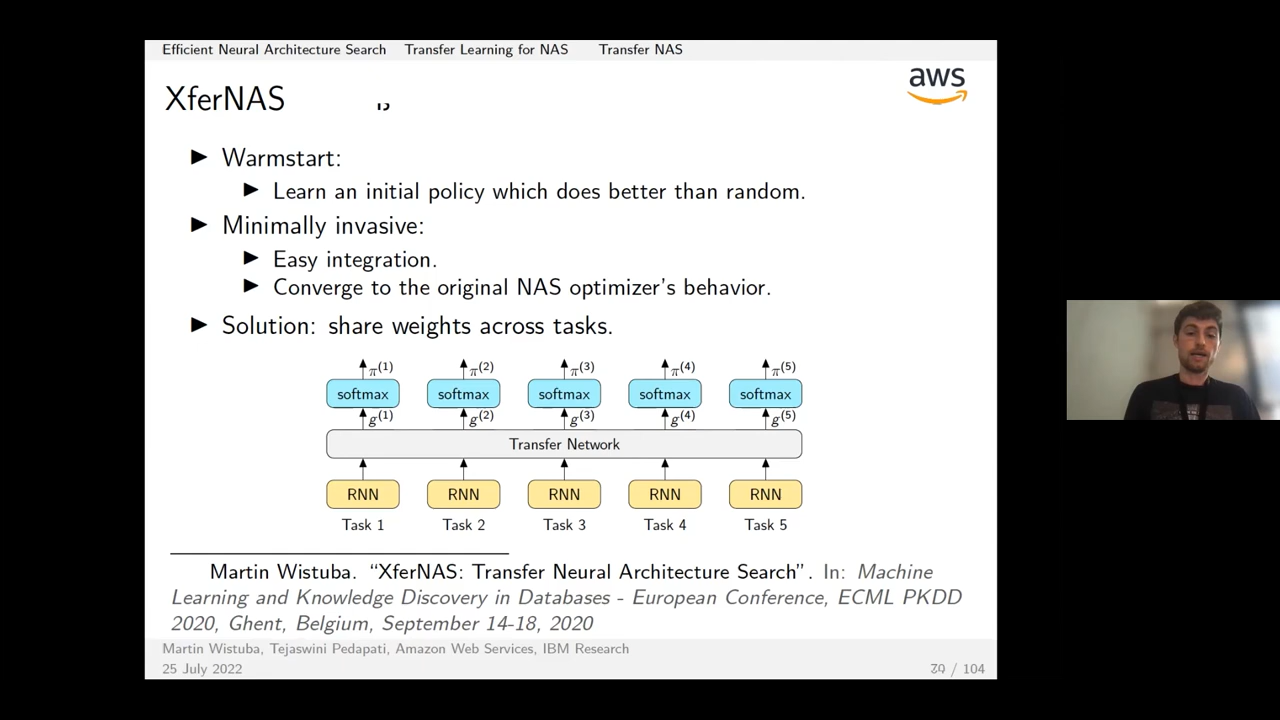 Efficient Neural Architecture Search Transfer Learning for NAS Transfer NAS
XferNAS
aws
Warmstart:
Learn an initial policy which does better than random.
Minimally invasive:
Easy integration.
Converge to the original NAS optimizer's behavior.
Solution: share weights across tasks.
π(1) π(2) π(3) π(4) π(5)
softmax softmax softmax softmax softmax
g(1) g(2) g(3) g(4) g(5)
Transfer Network
RNN RNN RNN RNN RNN
Task 1 Task 2 Task 3 Task 4 Task 5
Martin Wistuba. “XferNAS: Transfer Neural Architecture Search”. In: Machine
Learning and Knowledge Discovery in Databases - European Conference, ECML PKDD
2020, Ghent, Belgium, September 14-18, 2020
Martin Wistuba, Tejaswini Pedapati, Amazon Web Services, IBM Research
25 July 2022
/ 104